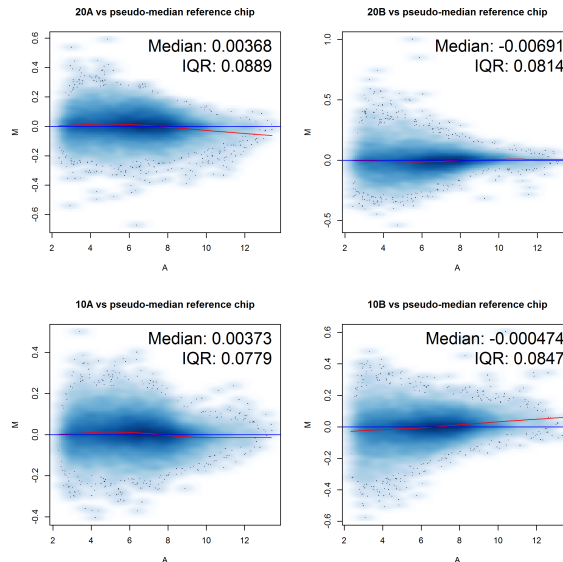 20A vs pseudo-median reference chip
Median: 0.00368
IQR: 0.0889
M
0.6
0.4
0.2
0.0
-0.2
-0.4
-0.6
2 4 6 8 10 12
A
20B vs pseudo-median reference chip
Median: -0.00691
IQR: 0.0814
M
1.0
0.5
0.0
-0.5
2 4 6 8 10 12
A
10A vs pseudo-median reference chip
Median: 0.00373
IQR: 0.0779
M
0.4
0.2
0.0
-0.2
-0.4
2 4 6 8 10 12
A
10B vs pseudo-median reference chip
Median: -0.000474
IQR: 0.0847
M
0.6
0.4
0.2
0.0
-0.2
-0.4
-0.6
2 4 6 8 10 12
A